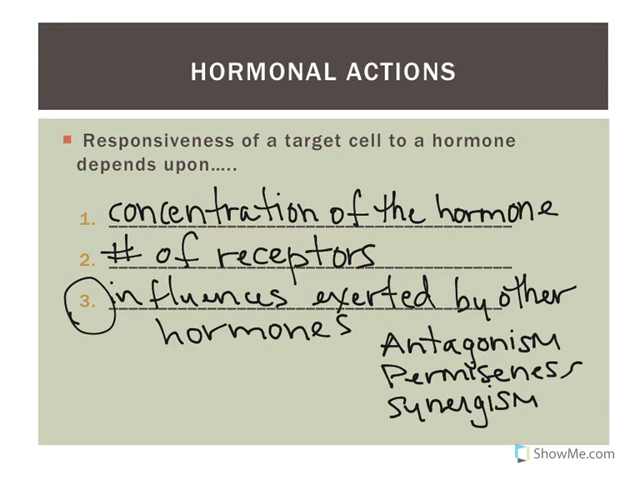 HORMONAL ACTIONS
Responsiveness of a target cell to a hormone
depends upon…..
1. concentration of the hormone
2. # of receptors
3. influences exerted by other
hormones
Antagonism
Permiseness
Synergism
ShowMe.com